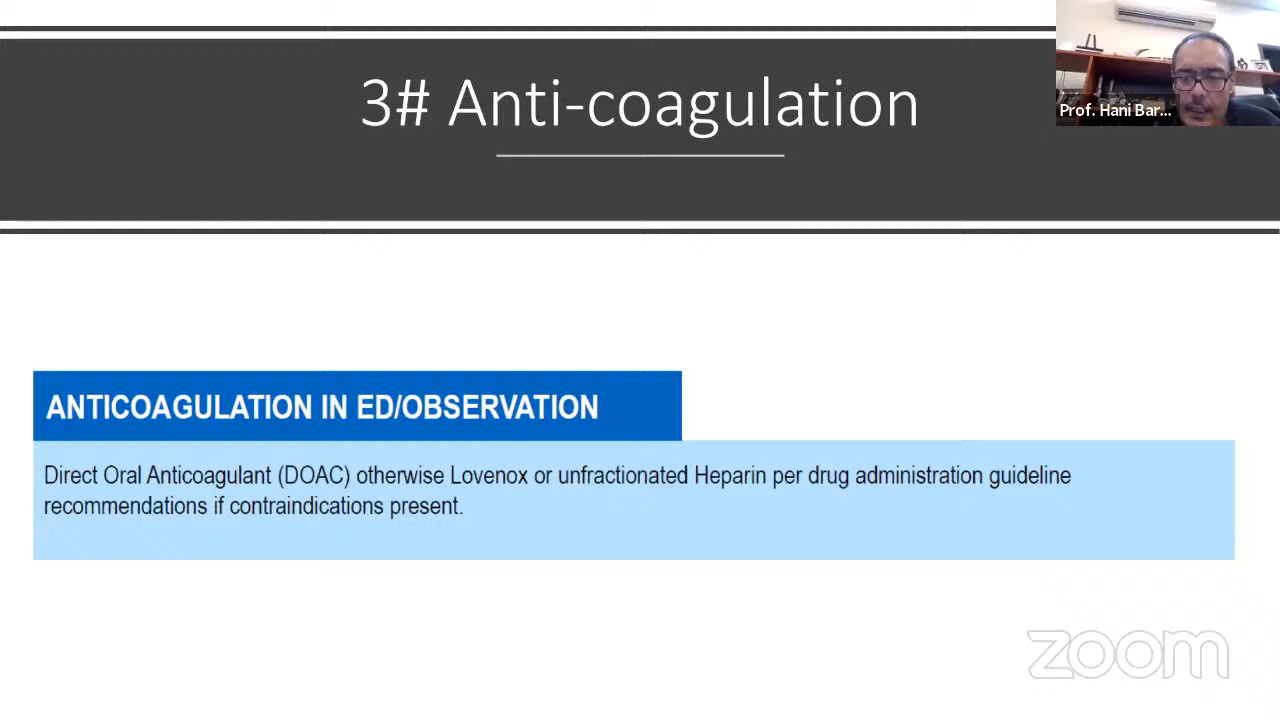 3# Anti-coagulation
Prof. Hani Bar...
ANTICOAGULATION IN ED/OBSERVATION
Direct Oral Anticoagulant (DOAC) otherwise Lovenox or unfractionated Heparin per drug administration guideline
recommendations if contraindications present.
zoom